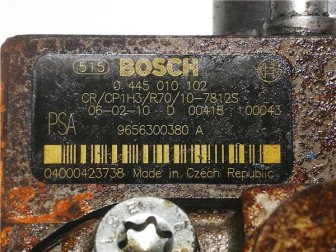 515 BOSCH
0 445 010 102
CR/CP1H3/R70/10-7812S
06-02-10 D 00418 00043
PSA 9656300380 A
04000423738 Made in Czech Republic